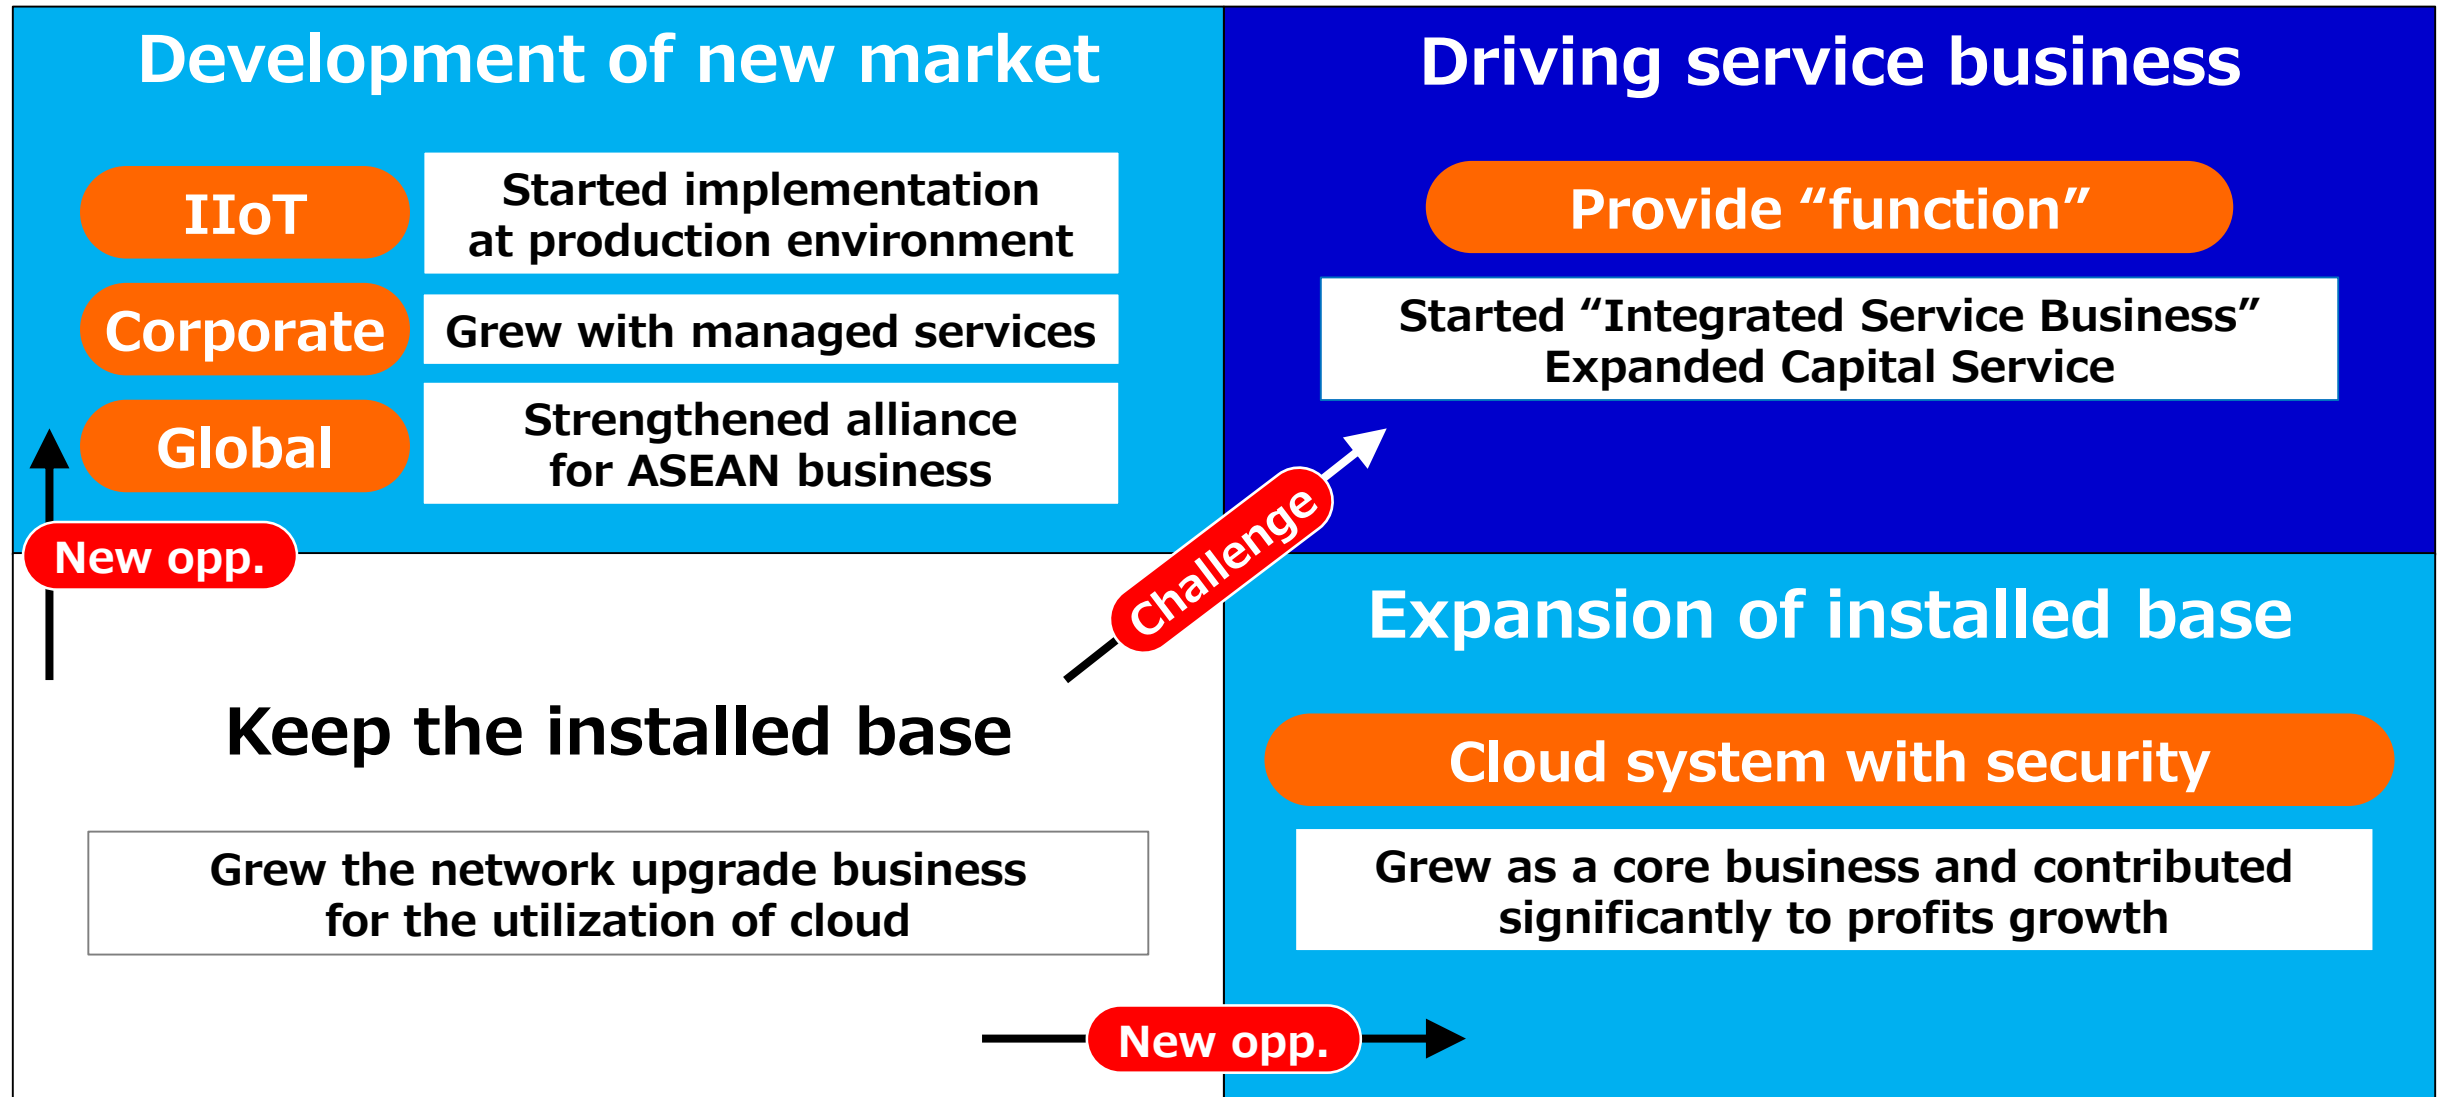 Development of new market
IIoT
Started implementation
at production environment
Corporate
Grew with managed services
Global
Strengthened alliance
for ASEAN business
New opp.
Driving service business
Provide “function”
Started “Integrated Service Business”
Expanded Capital Service
Challenge
Keep the installed base
Grew the network upgrade business
for the utilization of cloud
New opp.
Expansion of installed base
Cloud system with security
Grew as a core business and contributed
significantly to profits growth